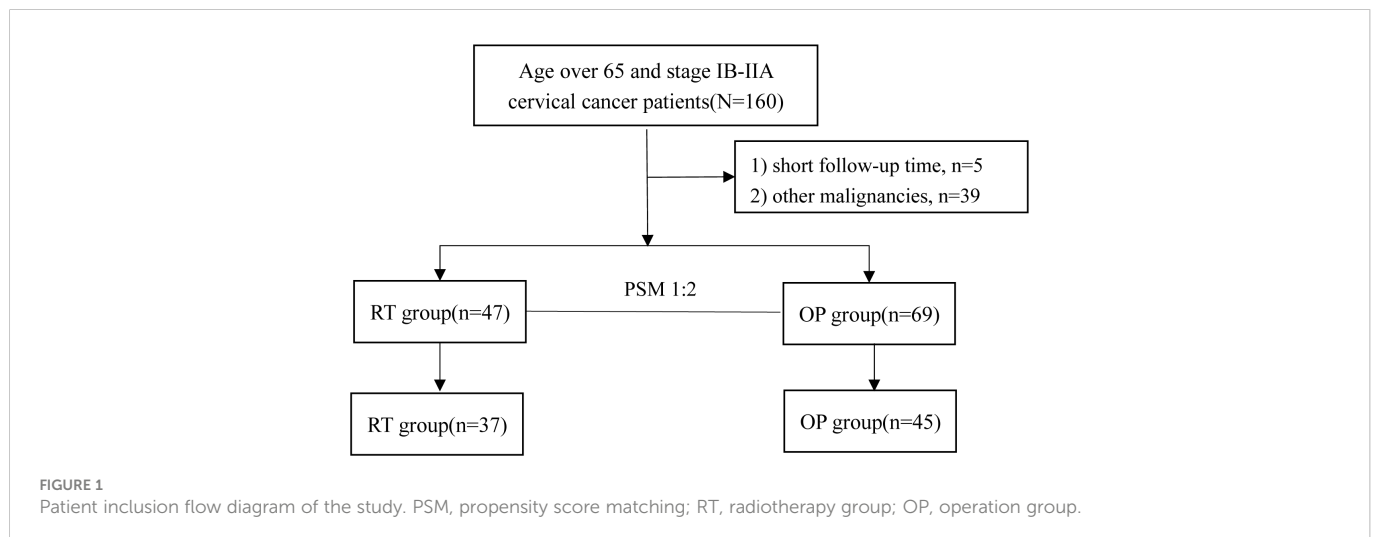 Age over 65 and stage IB-IIA
cervical cancer patients(N=160)
1) short follow-up time, n=5
2) other malignancies, n=39
PSM 1:2
RT group(n=47)
OP group(n=69)
RT group(n=37)
OP group(n=45)
FIGURE 1
Patient inclusion flow diagram of the study. PSM, propensity score matching; RT, radiotherapy group; OP, operation group.